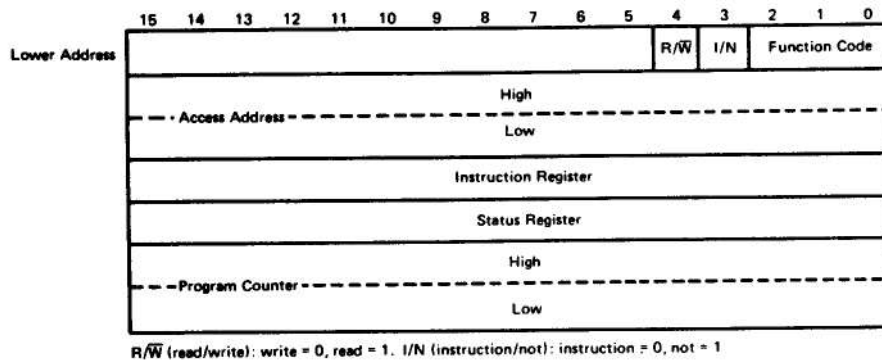 15 14 13 12 11 10 9 8 7 6 5 4 3 2 1 0
Lower Address R/W̅ I/N Function Code
High
Access Address
Low
Instruction Register
Status Register
High
Program Counter
Low
R/W̅ (read/write): write = 0, read = 1. I/N (instruction/not): instruction = 0, not = 1